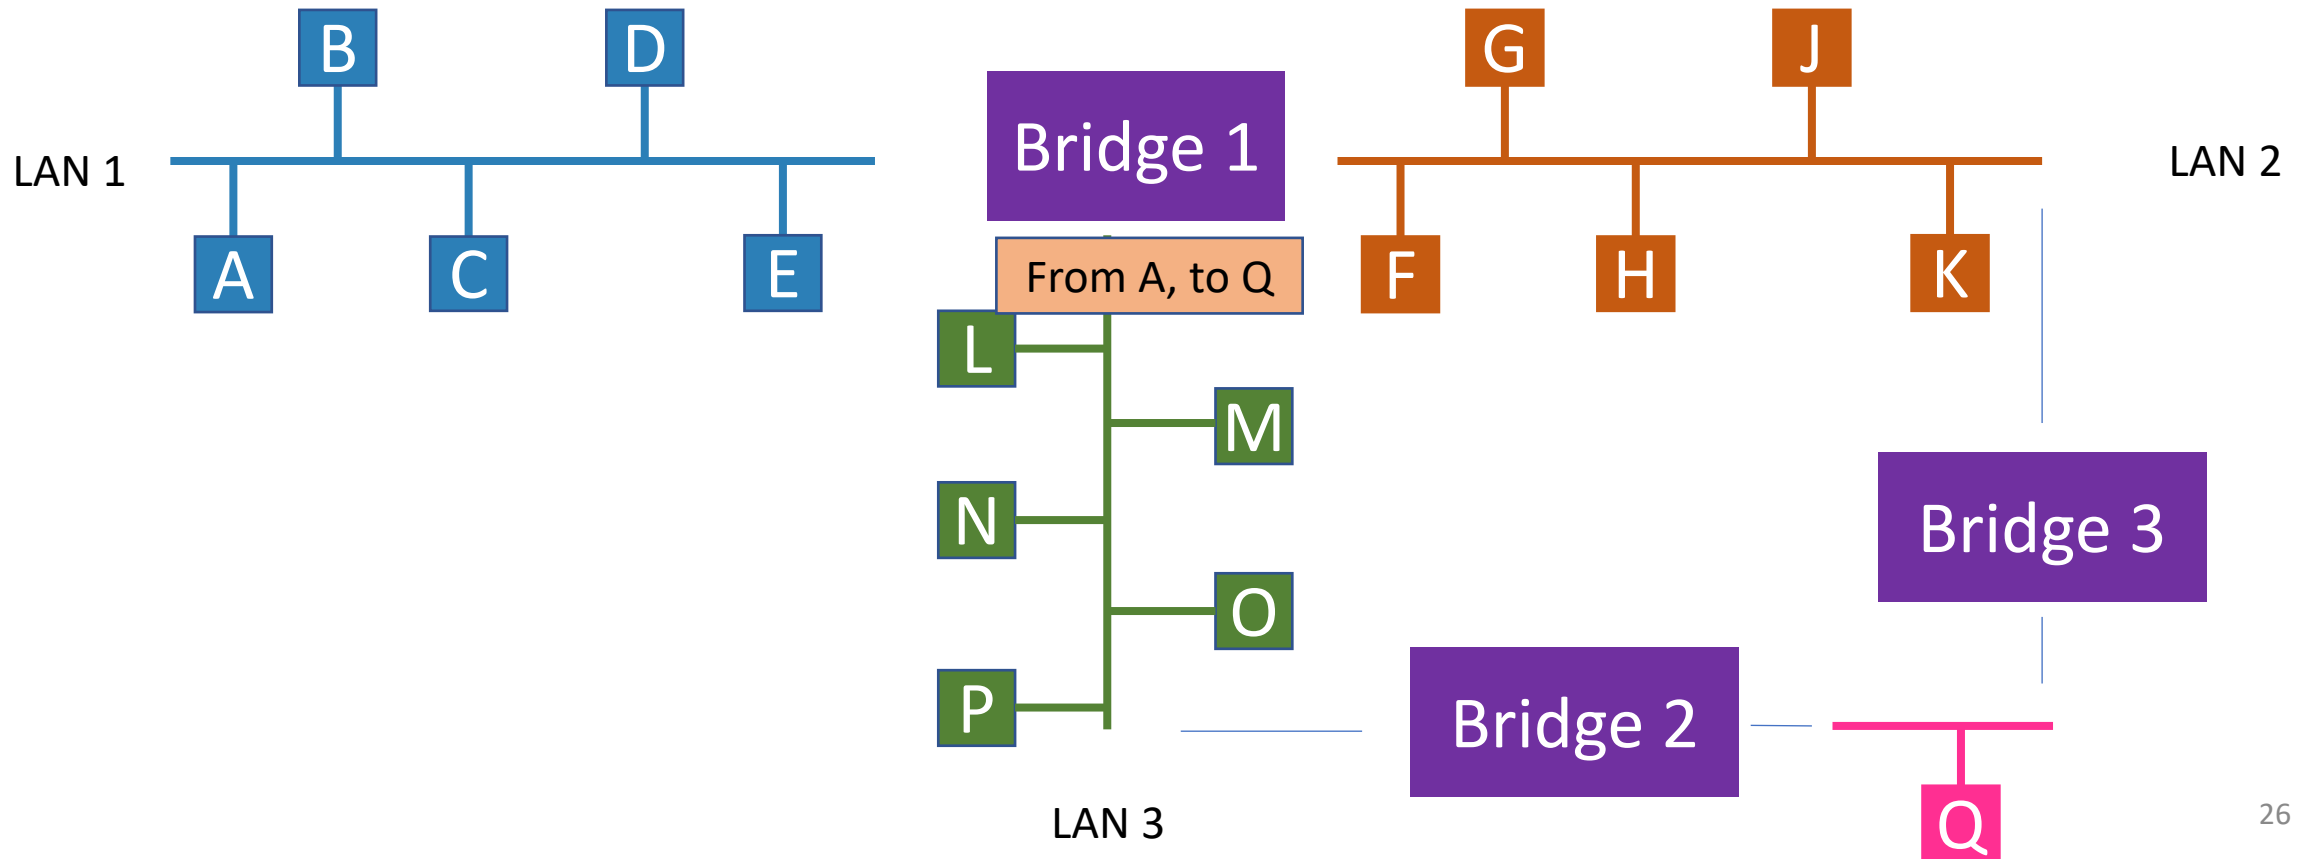 B
D
G
J
Bridge 1
LAN 1
LAN 2
A
C
E
From A, to Q
F
H
K
L
M
N
Bridge 3
O
P
Bridge 2
LAN 3
Q
26